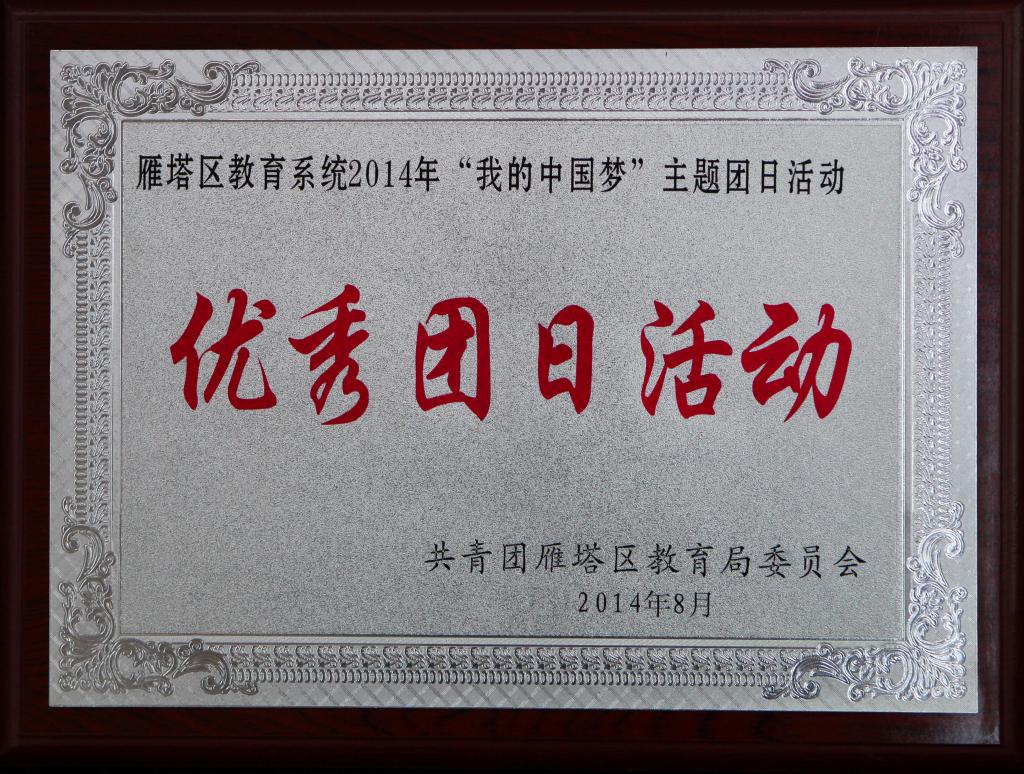 雁塔区教育系统2014年“我的中国梦”主题团日活动
优秀团日活动
共青团雁塔区教育局委员会
2014年8月